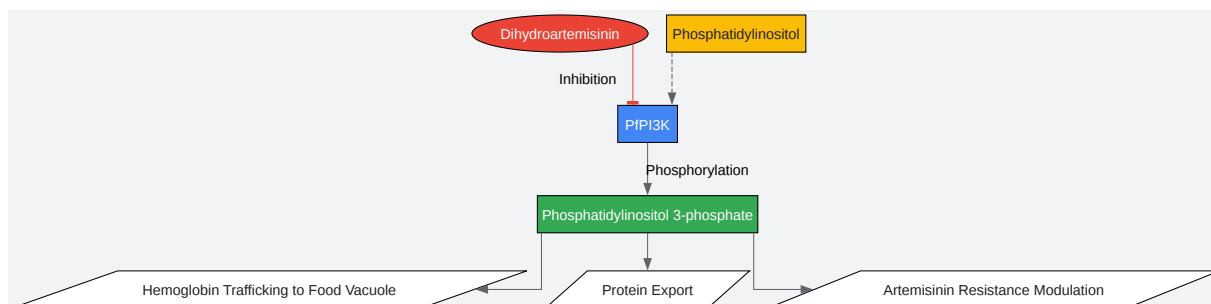 Dihydroartemisinin
Phosphatidylinositol
Inhibition
PfPI3K
Phosphorylation
Phosphatidylinositol 3-phosphate
Hemoglobin Trafficking to Food Vacuole
Protein Export
Artemisinin Resistance Modulation